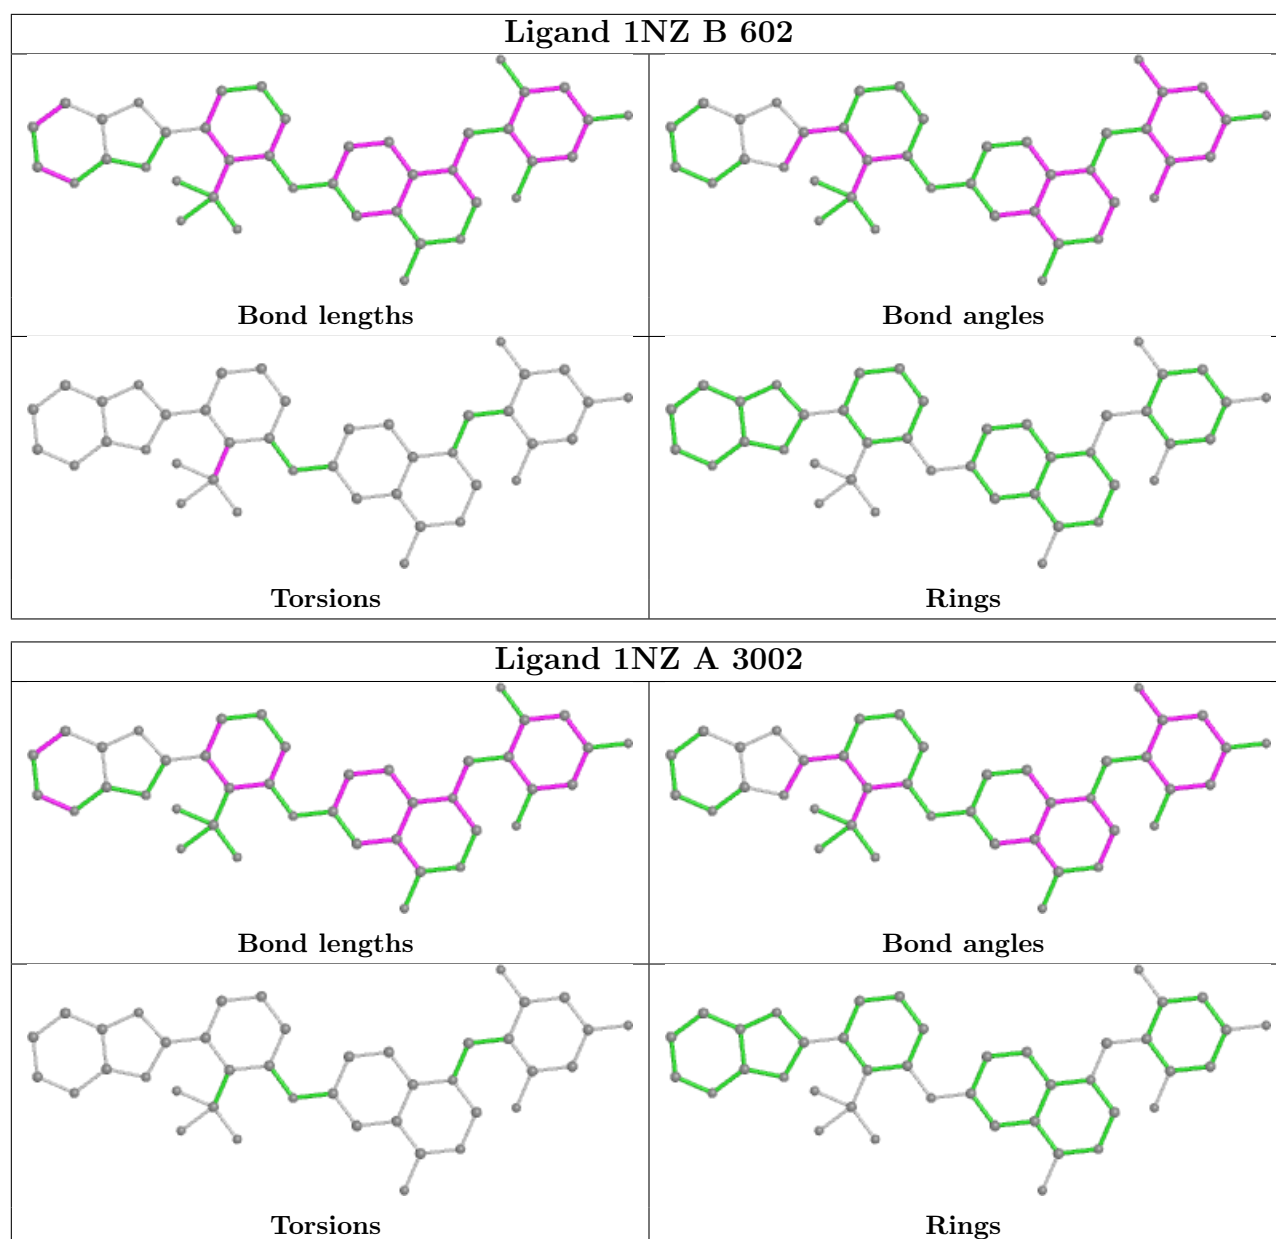 Ligand 1NZ B 602
Bond lengths
Bond angles
Torsions
Rings
Ligand 1NZ A 3002
Bond lengths
Bond angles
Torsions
Rings